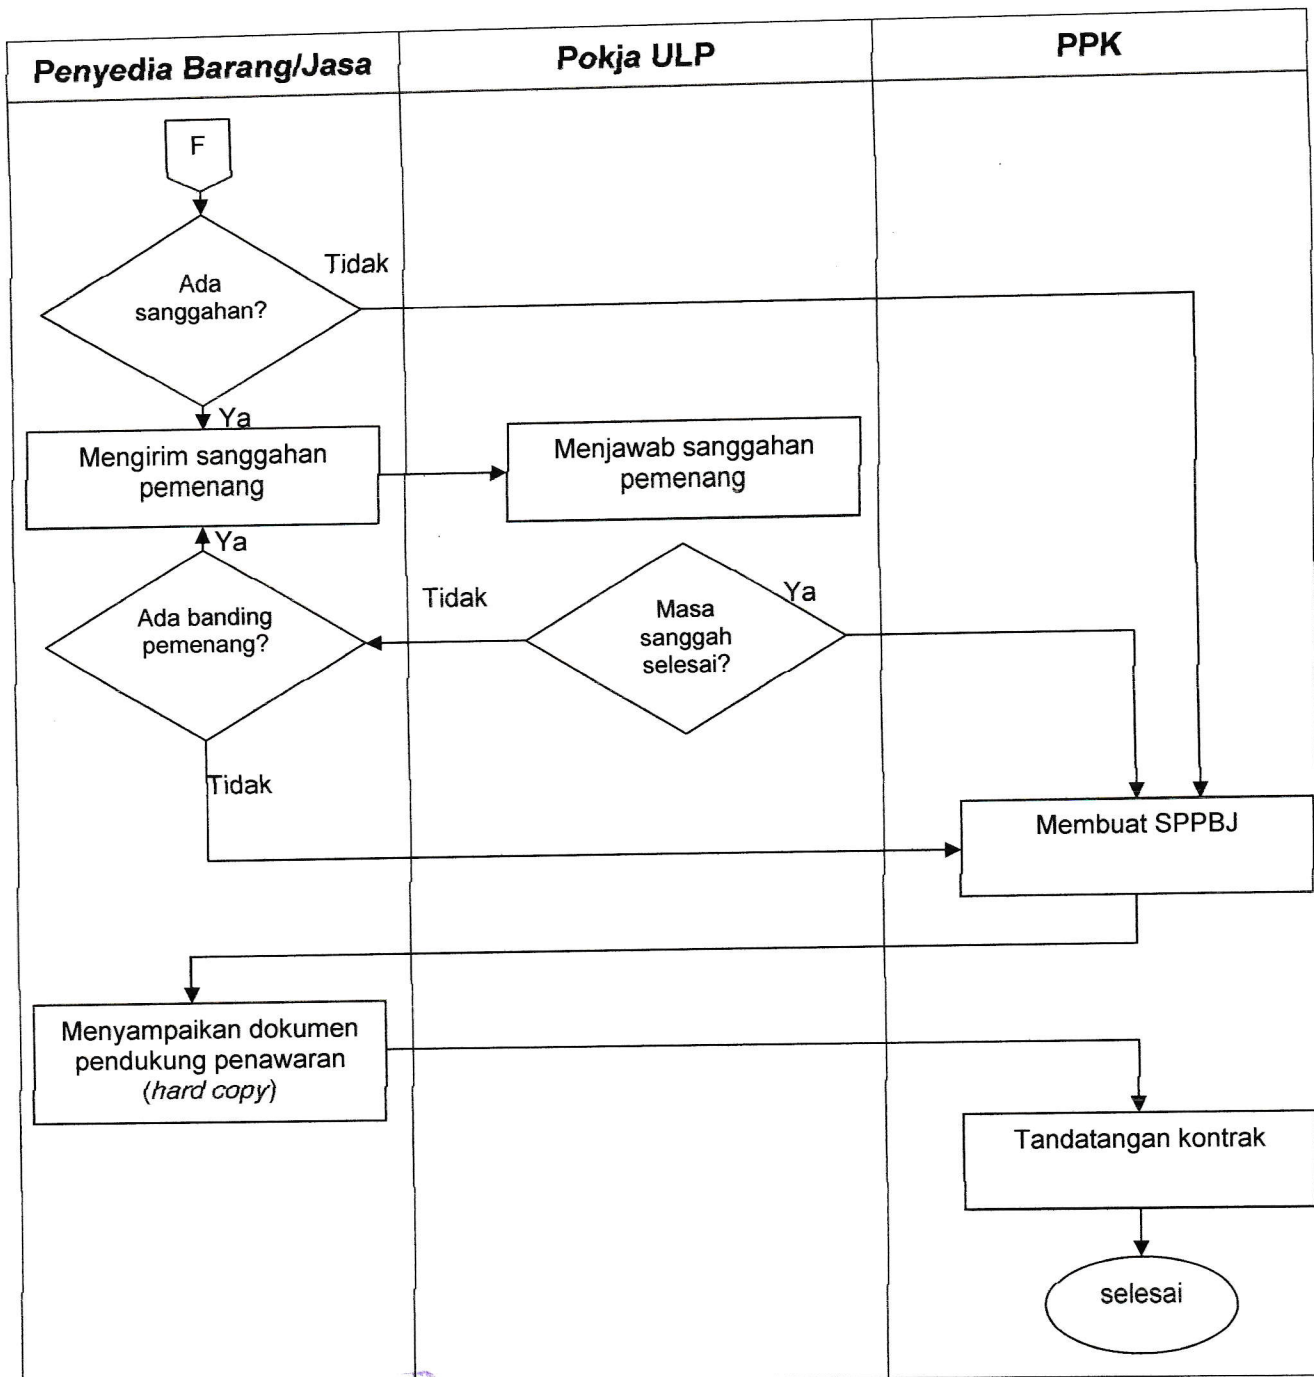 Penyedia Barang/Jasa
Pokja ULP
PPK
F
Ada
sanggahan?
Tidak
Ya
Mengirim sanggahan
pemenang
Menjawab sanggahan
pemenang
Ya
Ada banding
pemenang?
Tidak
Masa
sanggah
selesai?
Ya
Tidak
Membuat SPPBJ
Menyampaikan dokumen
pendukung penawaran
(hard copy)
Tandatangan kontrak
selesai